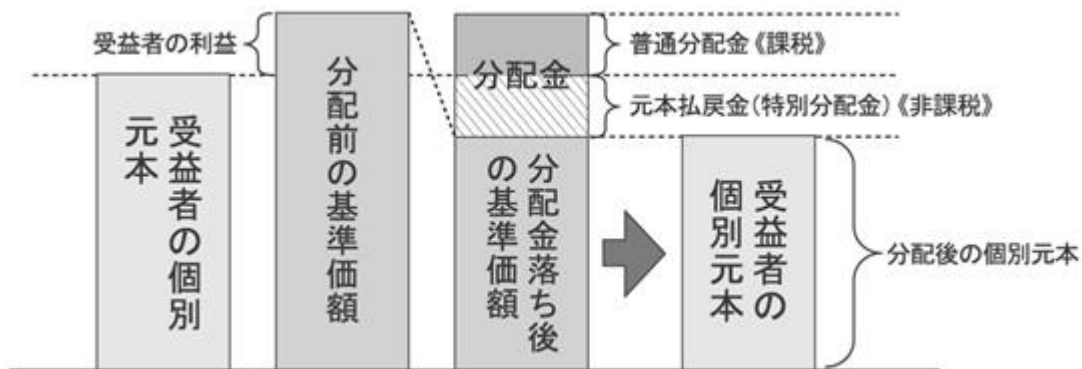 受益者の利益
受益者の個別
元本
分配前の基準価額
分配金
分配金落ち後
の基準価額
普通分配金《課税》
元本払戻金(特別分配金)《非課税》
受益者の
個別元本
分配後の個別元本